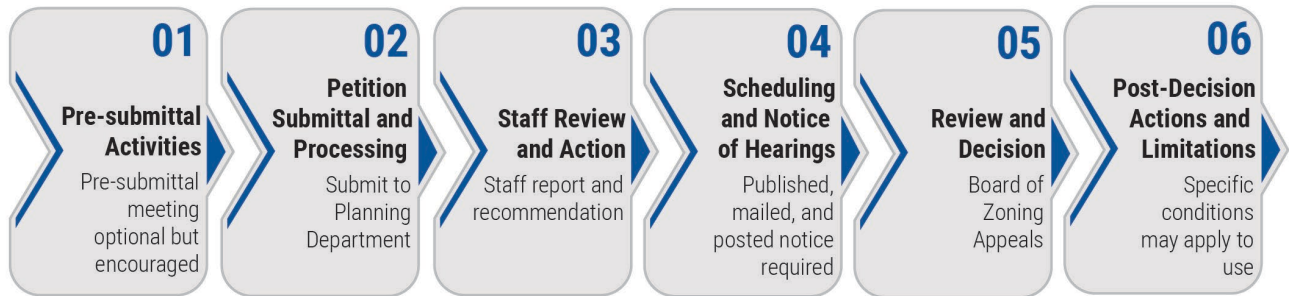 01
Pre-submittal
Activities
Pre-submittal
meeting
optional but
encouraged
02
Petition
Submittal and
Processing
Submit to
Planning
Department
03
Staff Review
and Action
Staff report and
recommendation
04
Scheduling
and Notice
of Hearings
Published,
mailed, and
posted notice
required
05
Review and
Decision
Board of
Zoning
Appeals
06
Post-Decision
Actions and
Limitations
Specific
conditions
may apply to
use